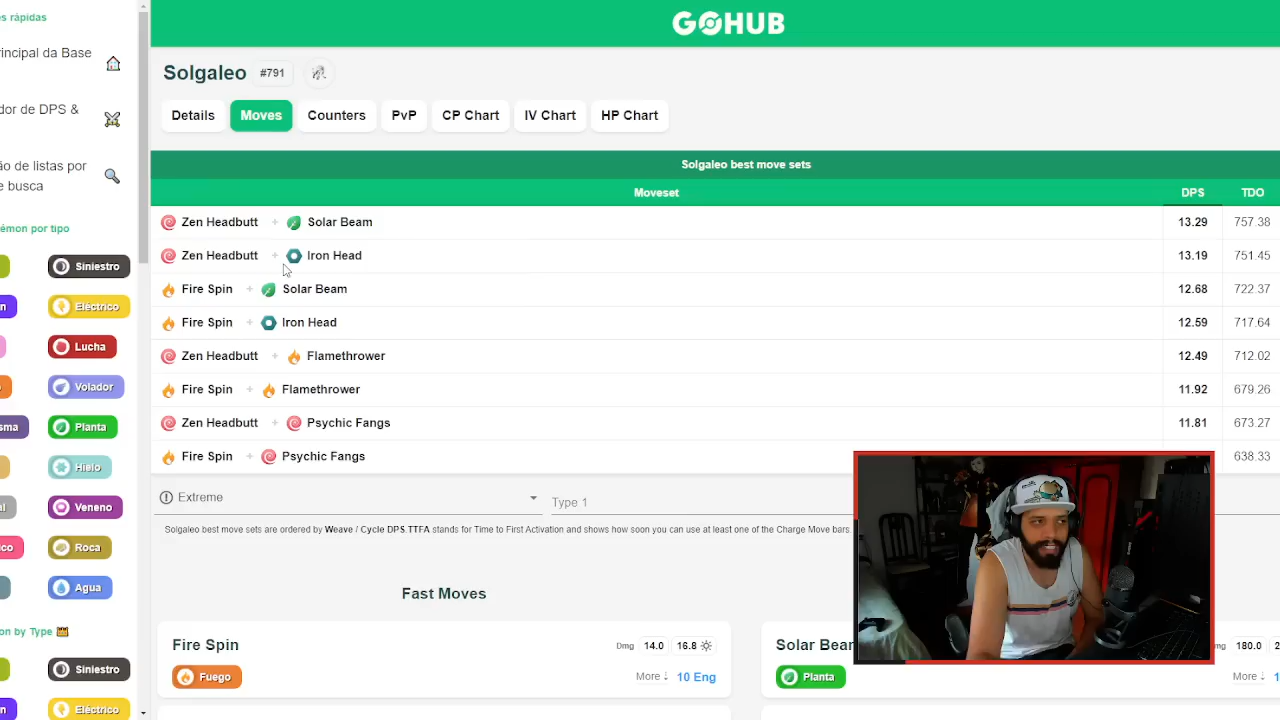 es rápidas
rincipal da Base
dor de DPS &
ão de listas por
e busca
émon por tipo
Siniestro
n
Eléctrico
Lucha
Volador
sma
Planta
Hielo
al
Veneno
co
Roca
Agua
on by Type
Siniestro
Eléctrico
GOHUB
Solgaleo #791
Details Moves Counters PvP CP Chart IV Chart HP Chart
Solgaleo best move sets
Moveset DPS TDO
Zen Headbutt + Solar Beam 13.29 757.38
Zen Headbutt + Iron Head 13.19 751.45
Fire Spin + Solar Beam 12.68 722.37
Fire Spin + Iron Head 12.59 717.64
Zen Headbutt + Flamethrower 12.49 712.02
Fire Spin + Flamethrower 11.92 679.26
Zen Headbutt + Psychic Fangs 11.81 673.27
Fire Spin + Psychic Fangs 638.33
Extreme Type 1
Solgaleo best move sets are ordered by Weave / Cycle DPS.TTFA stands for Time to First Activation and shows how soon you can use at least one of the Charge Move bars.
Fast Moves
Fire Spin Dmg 14.0 16.8
Fuego More ↓ 10 Eng
Solar Bea mg 180.0 2
Planta More ↓ 1